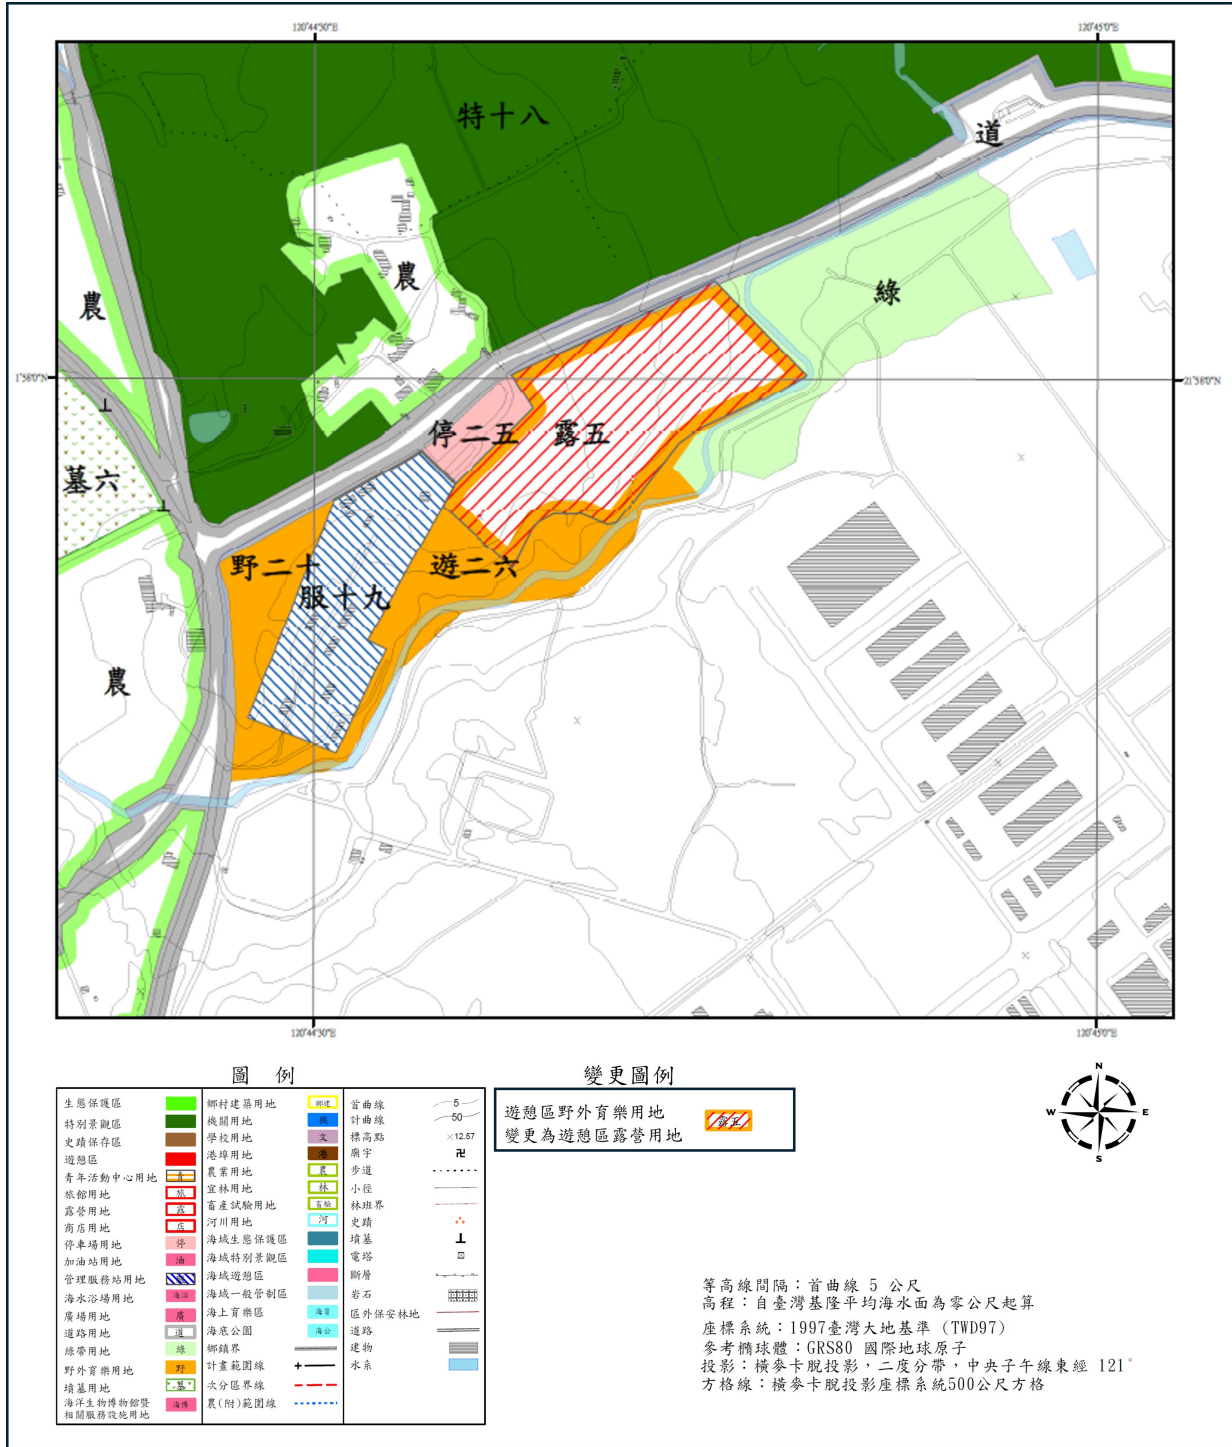 120°44'30"E
120°45'0"E
特十八
道
農
農
綠
1°58'0"N
21°58'0"N
停二五
露五
墓六
野二十
遊二六
服十九
農
120°44'30"E
120°45'0"E
圖 例
生態保護區
特別景觀區
史蹟保存區
遊憩區
青年活動中心用地 青
旅館用地 旅
露營用地 露
商店用地 店
停車場用地 停
加油站用地 油
管理服務站用地
海水浴場用地 海浴
廣場用地 廣
道路用地 道
綠帶用地 綠
野外育樂用地 野
墳墓用地 墓
海洋生物博物館暨
相關服務設施用地 海博
鄉村建築用地 鄉建
機關用地 機
學校用地 文
港埠用地 港
農業用地 農
宜林用地 林
畜產試驗用地 畜驗
河川用地 河
海域生態保護區
海域特別景觀區
海域遊憩區
海域一般管制區
海上育樂區 海育
海底公園 海公
鄉鎮界
計畫範圍線
次分區界線
農(附)範圍線
首曲線 5
計曲線 50
標高點 ×12.57
廟宇 卍
步道
小徑
林班界
史蹟
墳墓
電塔
斷層
岩石
區外保安林地
道路
建物
水系
變更圖例
遊憩區野外育樂用地
變更為遊憩區露營用地
露五
N
W E
S
等高線間隔：首曲線 5 公尺
高程：自臺灣基隆平均海水面為零公尺起算
座標系統：1997臺灣大地基準 (TWD97)
參考橢球體：GRS80 國際地球原子
投影：橫麥卡脫投影，二度分帶，中央子午線東經 121°
方格線：橫麥卡脫投影座標系統500公尺方格